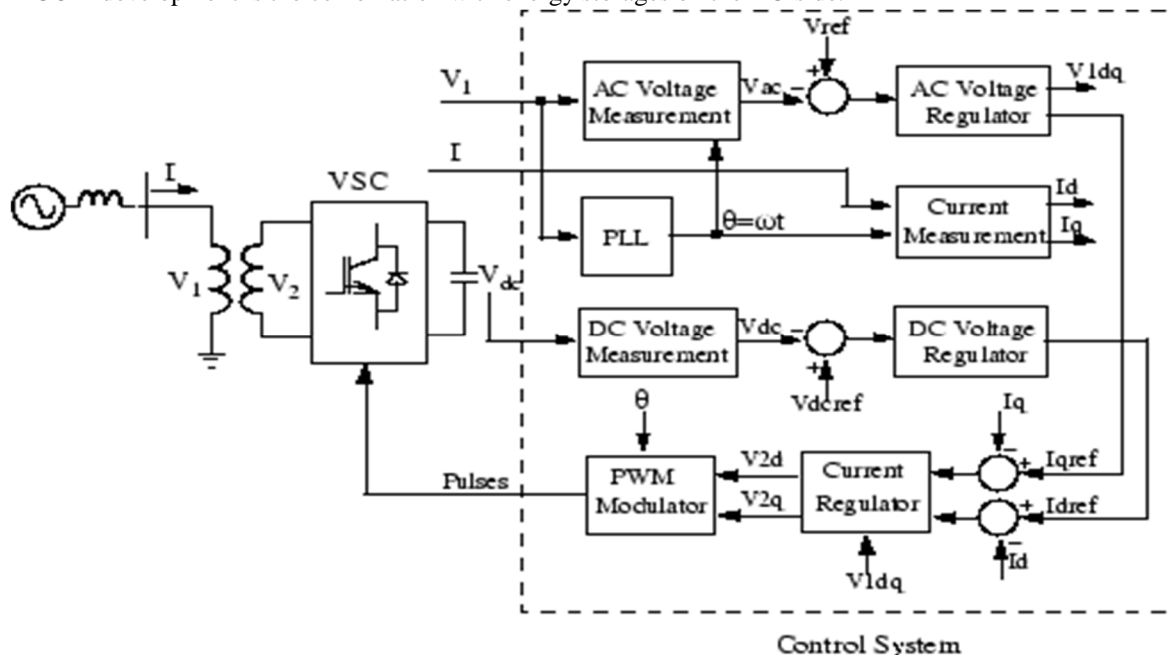 Vref
V1
AC Voltage
Measurement
Vac
-
+
AC Voltage
Regulator
V1dq
I
I
VSC
PLL
θ=ωt
Current
Measurement
Id
Iq
V1
V2
Vdc
DC Voltage
Measurement
Vdc
-
+
Vdcref
DC Voltage
Regulator
θ
Iq
Pulses
PWM
Modulator
V2d
V2q
Current
Regulator
-
+
Iqref
+
Idref
-
Id
V1dq
Control System